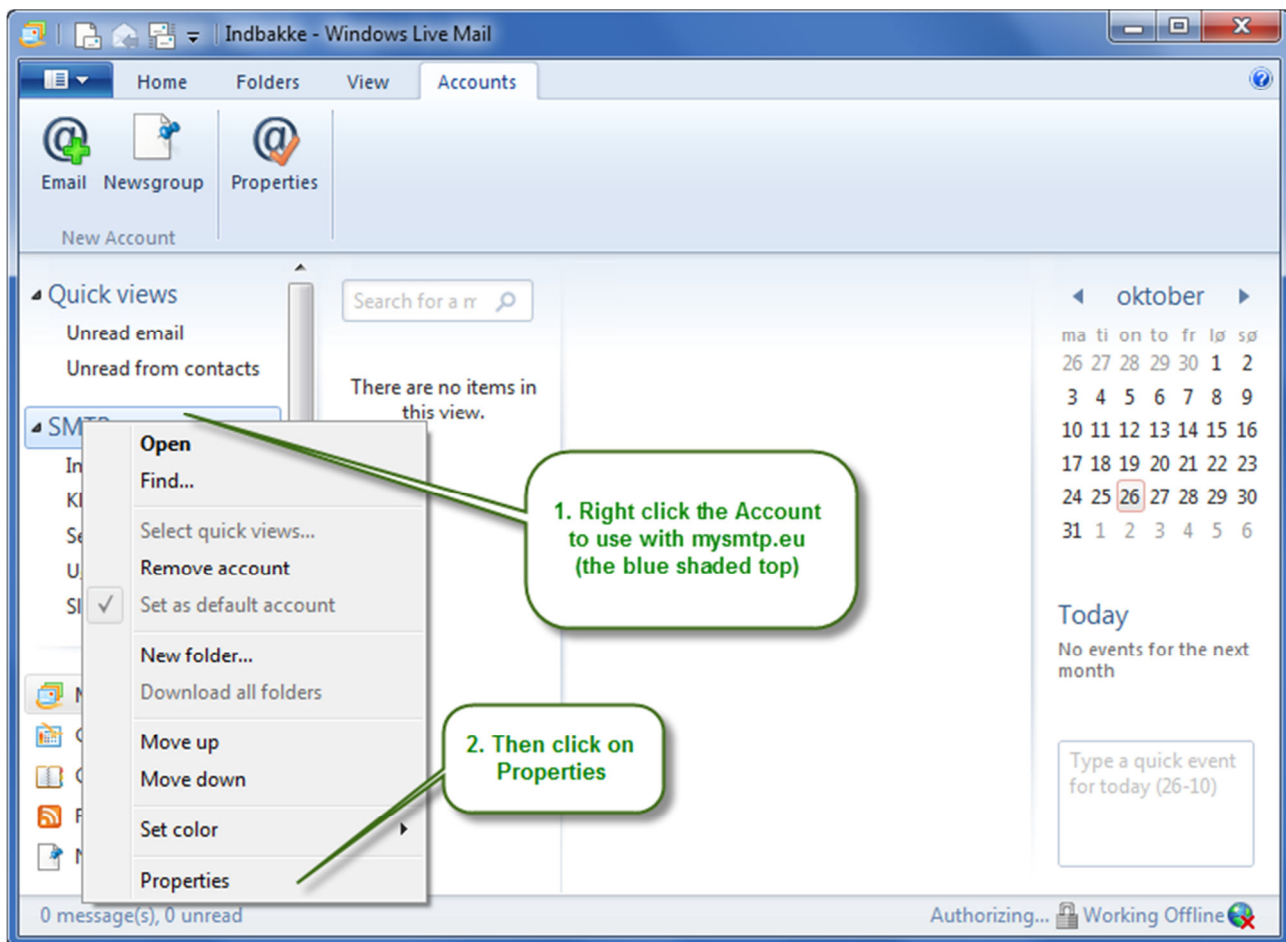 Indbakke - Windows Live Mail
Home Folders View Accounts
Email Newsgroup Properties
New Account
Quick views
Unread email
Unread from contacts
Search for a
There are no items in
this view.
Open
Find...
Select quick views...
Remove account
Set as default account
New folder...
Download all folders
Move up
Move down
Set color
Properties
1. Right click the Account
to use with mysmtp.eu
(the blue shaded top)
2. Then click on
Properties
oktober
ma ti on to fr lø sø
26 27 28 29 30 1 2
3 4 5 6 7 8 9
10 11 12 13 14 15 16
17 18 19 20 21 22 23
24 25 26 27 28 29 30
31 1 2 3 4 5 6
Today
No events for the next
month
Type a quick event
for today (26-10)
0 message(s), 0 unread
Authorizing... Working Offline